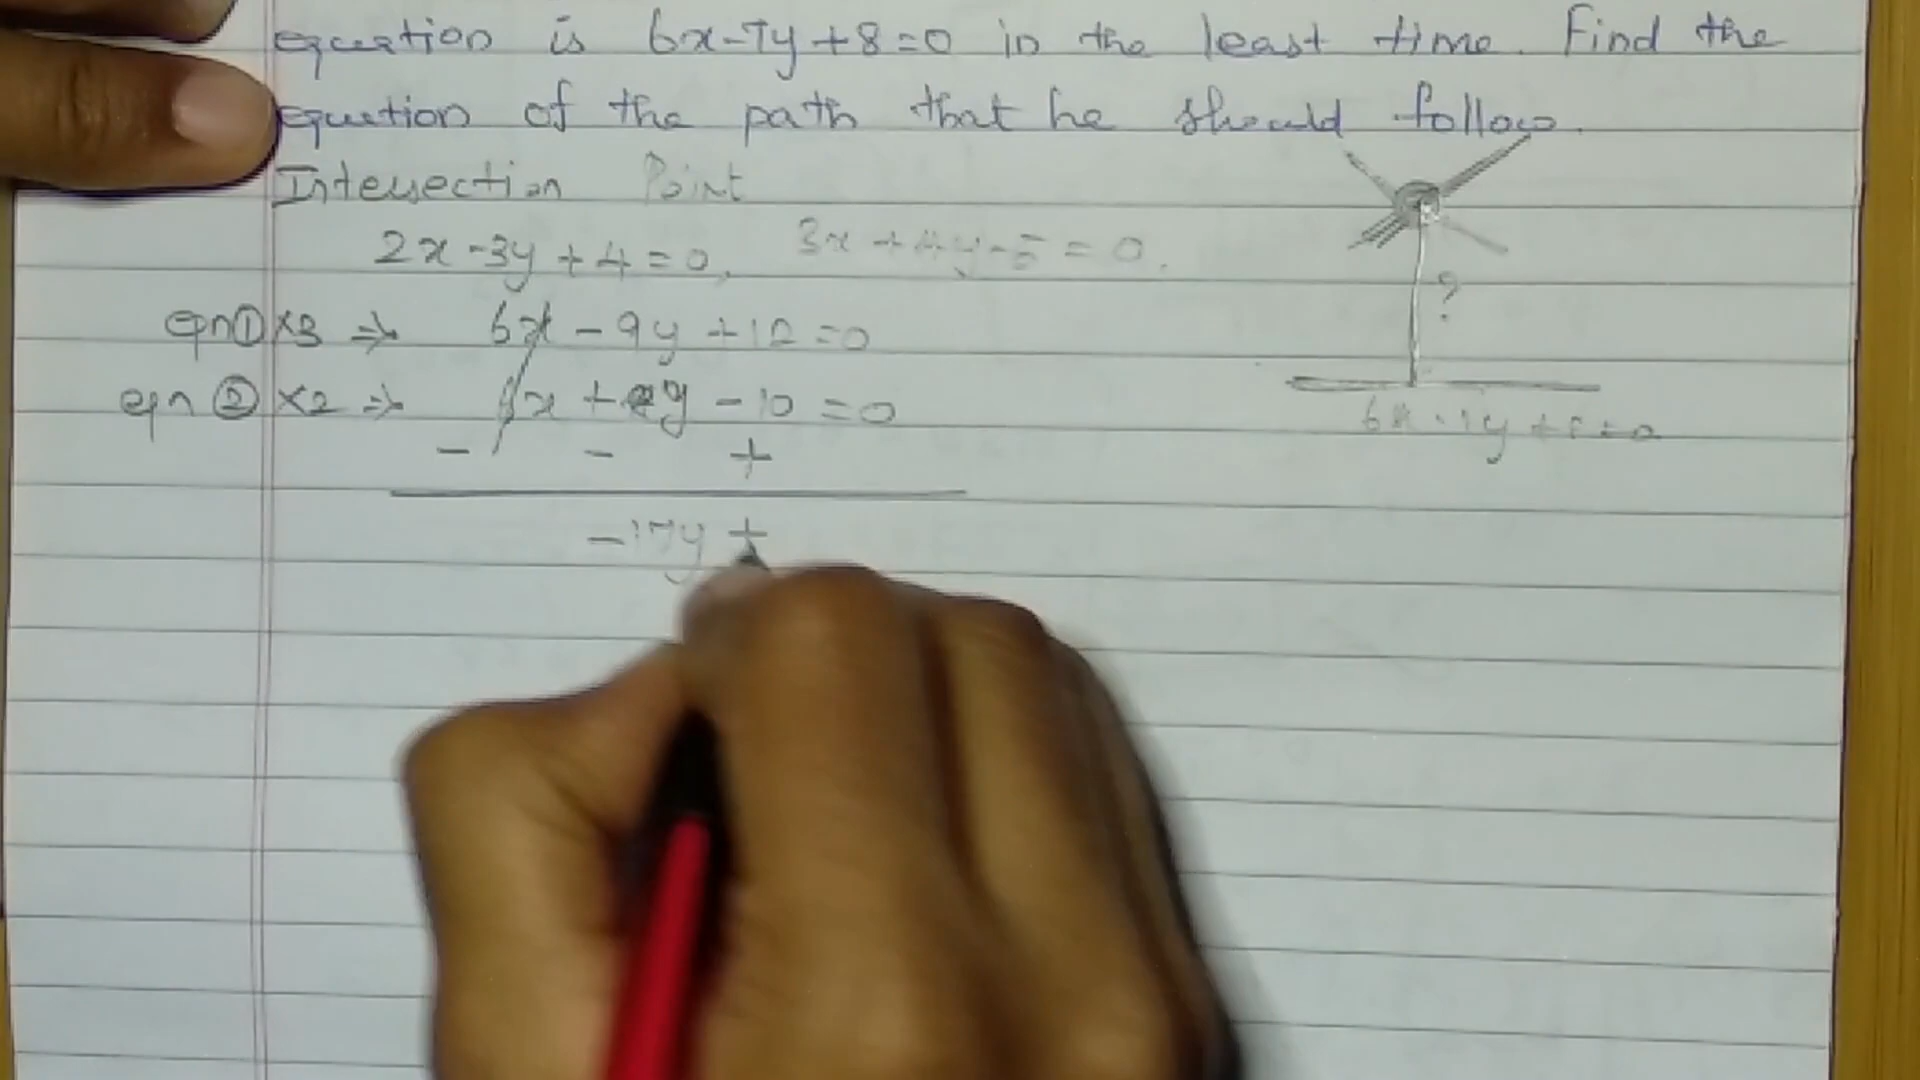 equation is 6x-7y+8=0 in the least time. Find the
equation of the path that he should follow.
Intersection Point
2x-3y+4=0, 3x+4y-5=0.
eqn①×3 ⇒ 6x-9y+12=0
?
eqn②×2 ⇒ 6x+8y-10=0
6x-7y+8=0
- - +
-17y+